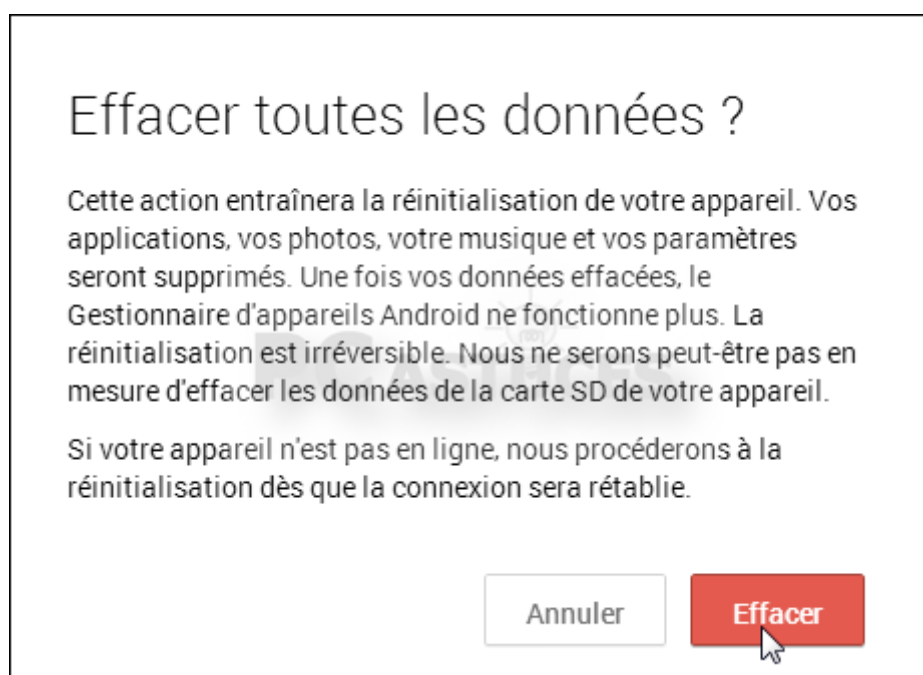 Effacer toutes les données ?
Cette action entraînera la réinitialisation de votre appareil. Vos
applications, vos photos, votre musique et vos paramètres
seront supprimés. Une fois vos données effacées, le
Gestionnaire d'appareils Android ne fonctionne plus. La
réinitialisation est irréversible. Nous ne serons peut-être pas en
mesure d'effacer les données de la carte SD de votre appareil.
PC ASTUCES
Si votre appareil n'est pas en ligne, nous procéderons à la
réinitialisation dès que la connexion sera rétablie.
Annuler
Effacer